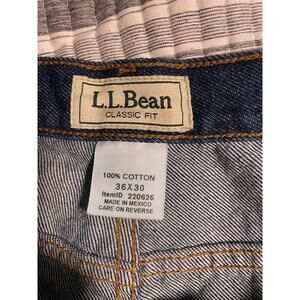 L.L.Bean
CLASSIC FIT
100% COTTON
36X30
ItemID 220626
MADE IN MEXICO
CARE ON REVERSE